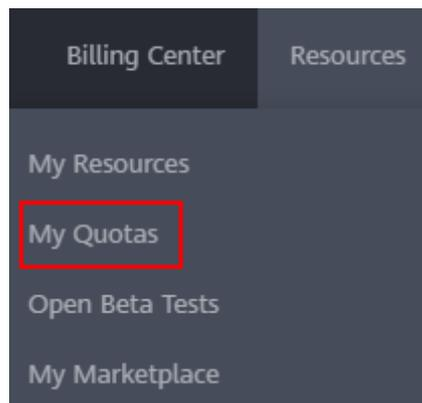 Billing Center Resources
My Resources
My Quotas
Open Beta Tests
My Marketplace